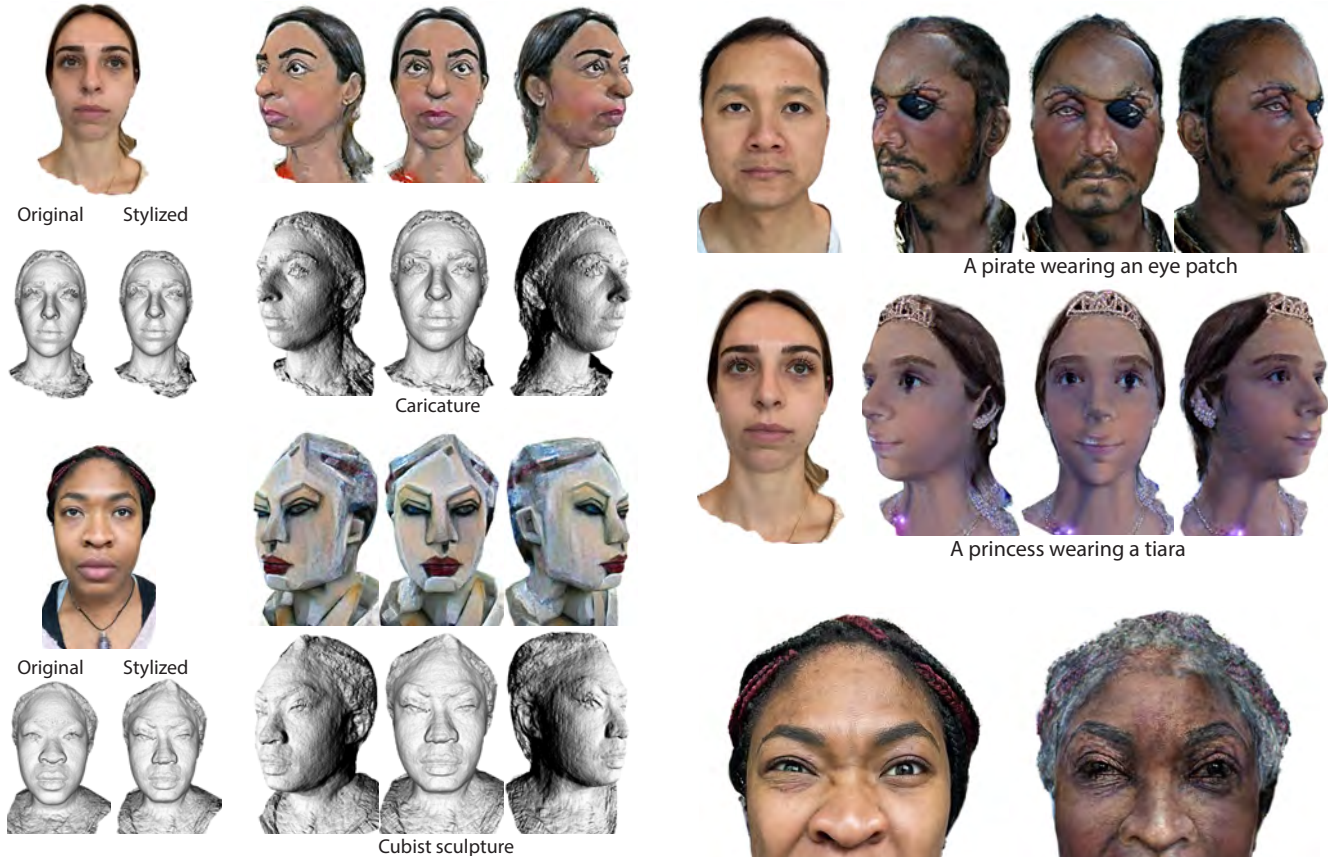 Original Stylized
Caricature
Original Stylized
Cubist sculpture
A pirate wearing an eye patch
A princess wearing a tiara